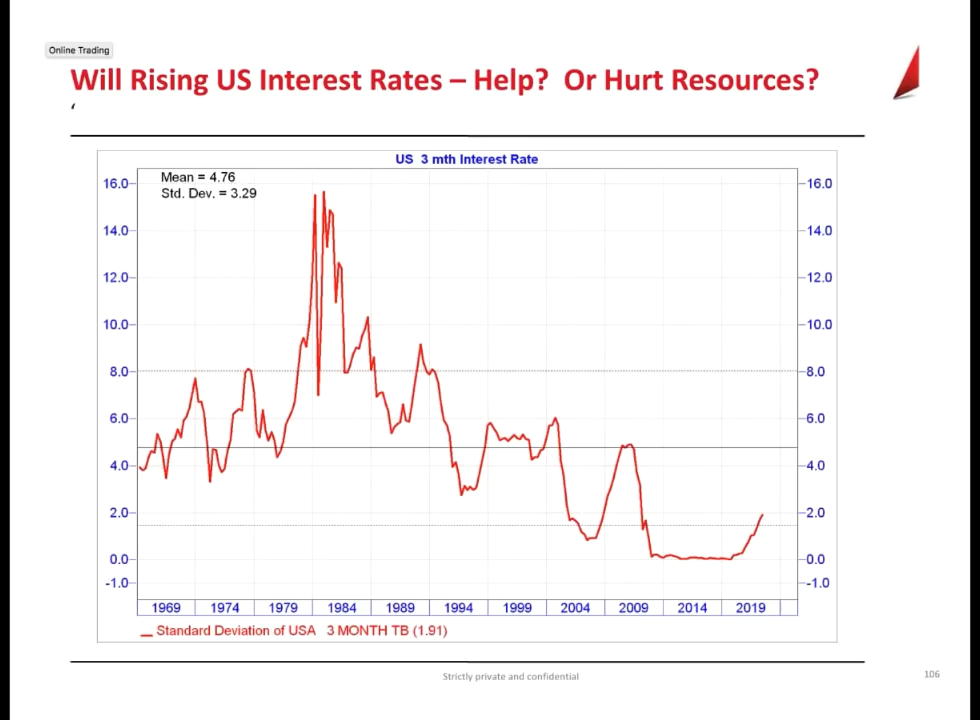 Online Trading
Will Rising US Interest Rates – Help?  Or Hurt Resources?
‘
US  3 mth Interest Rate
Mean = 4.76
Std. Dev. = 3.29
16.0 16.0
14.0 14.0
12.0 12.0
10.0 10.0
8.0 8.0
6.0 6.0
4.0 4.0
2.0 2.0
0.0 0.0
-1.0 -1.0
1969 1974 1979 1984 1989 1994 1999 2004 2009 2014 2019
Standard Deviation of USA   3 MONTH TB (1.91)
Strictly private and confidential
106